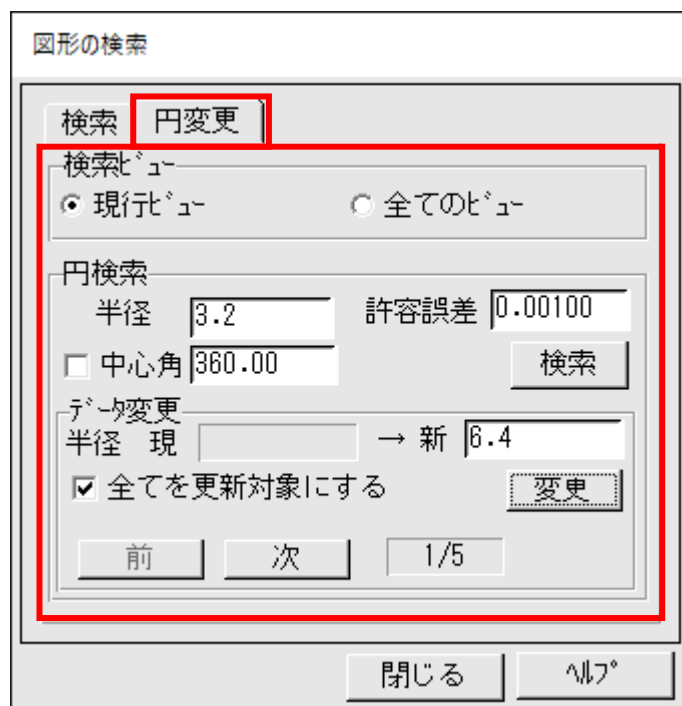 図形の検索
検索 円変更
検索ﾋﾞｭｰ
現行ﾋﾞｭｰ 全てのﾋﾞｭｰ
円検索
半径 3.2 許容誤差 0.00100
中心角 360.00 検索
ﾃﾞｰﾀ変更
半径 現 → 新 6.4
全てを更新対象にする 変更
前 次 1/5
閉じる ﾍﾙﾌﾟ